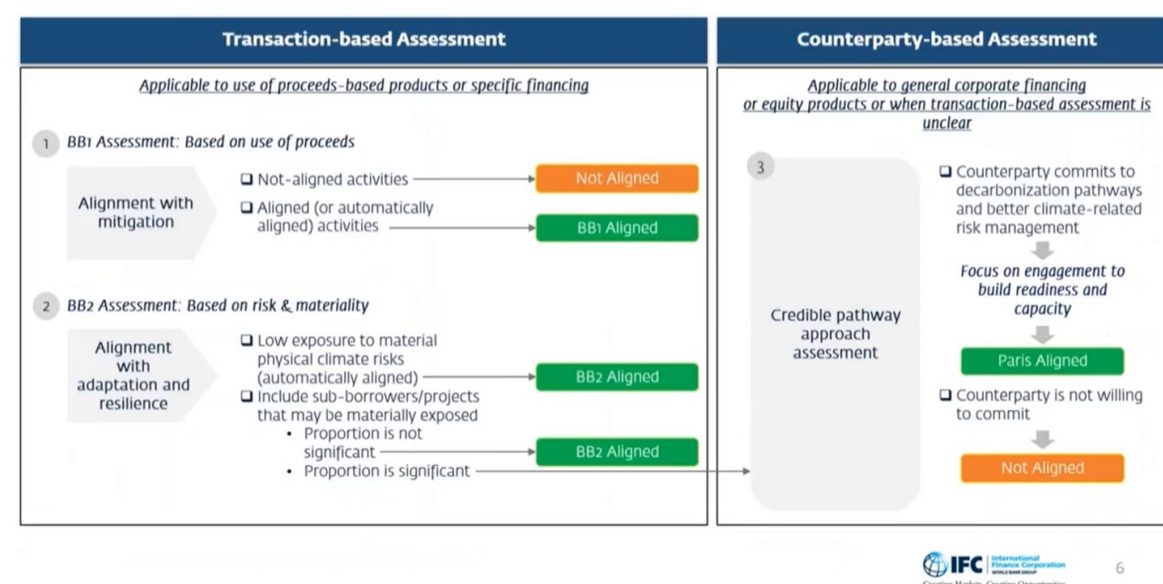 Transaction-based Assessment
Applicable to use of proceeds-based products or specific financing
1
BB1 Assessment: Based on use of proceeds
Alignment with
mitigation
Not-aligned activities
Not Aligned
Aligned (or automatically
aligned) activities
BB1 Aligned
2
BB2 Assessment: Based on risk & materiality
Alignment
with
adaptation and
resilience
Low exposure to material
physical climate risks
(automatically aligned)
BB2 Aligned
Include sub-borrowers/projects
that may be materially exposed
• Proportion is not
significant
BB2 Aligned
• Proportion is significant
Counterparty-based Assessment
Applicable to general corporate financing
or equity products or when transaction-based assessment is
unclear
3
Credible pathway
approach
assessment
Counterparty commits to
decarbonization pathways
and better climate-related
risk management
Focus on engagement to
build readiness and
capacity
Paris Aligned
Counterparty is not willing
to commit
Not Aligned
IFC
International
Finance Corporation
WORLD BANK GROUP
Creating Markets, Creating Opportunities
6